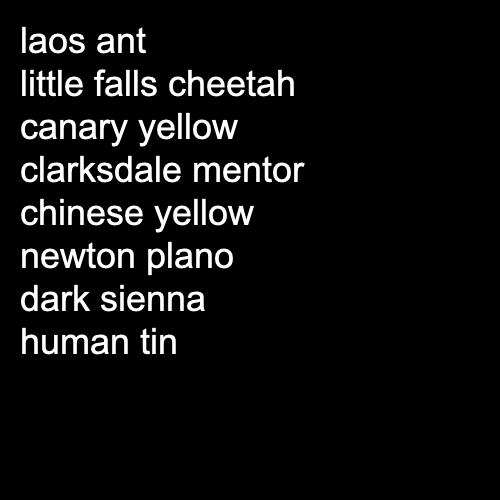 laos ant
little falls cheetah
canary yellow
clarksdale mentor
chinese yellow
newton plano
dark sienna
human tin